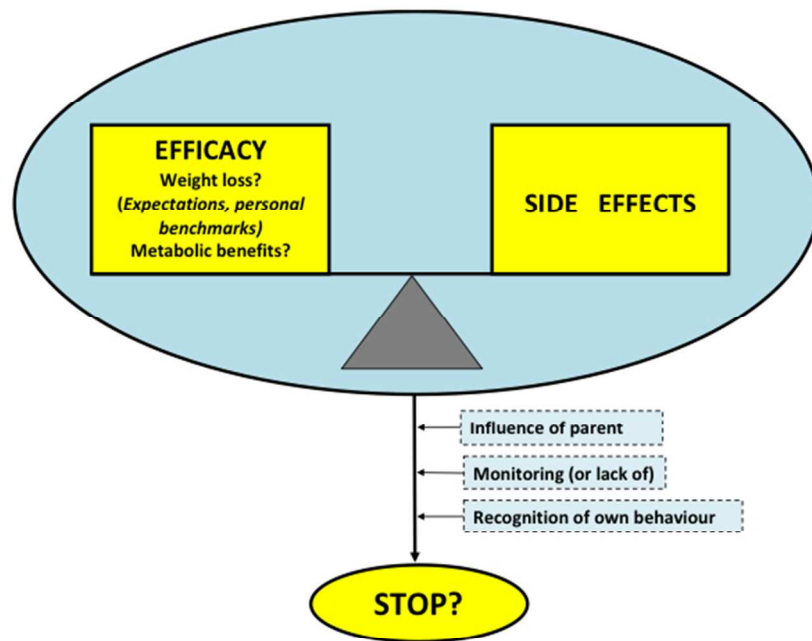 EFFICACY
Weight loss?
(Expectations, personal
benchmarks)
Metabolic benefits?
SIDE EFFECTS
Influence of parent
Monitoring (or lack of)
Recognition of own behaviour
STOP?